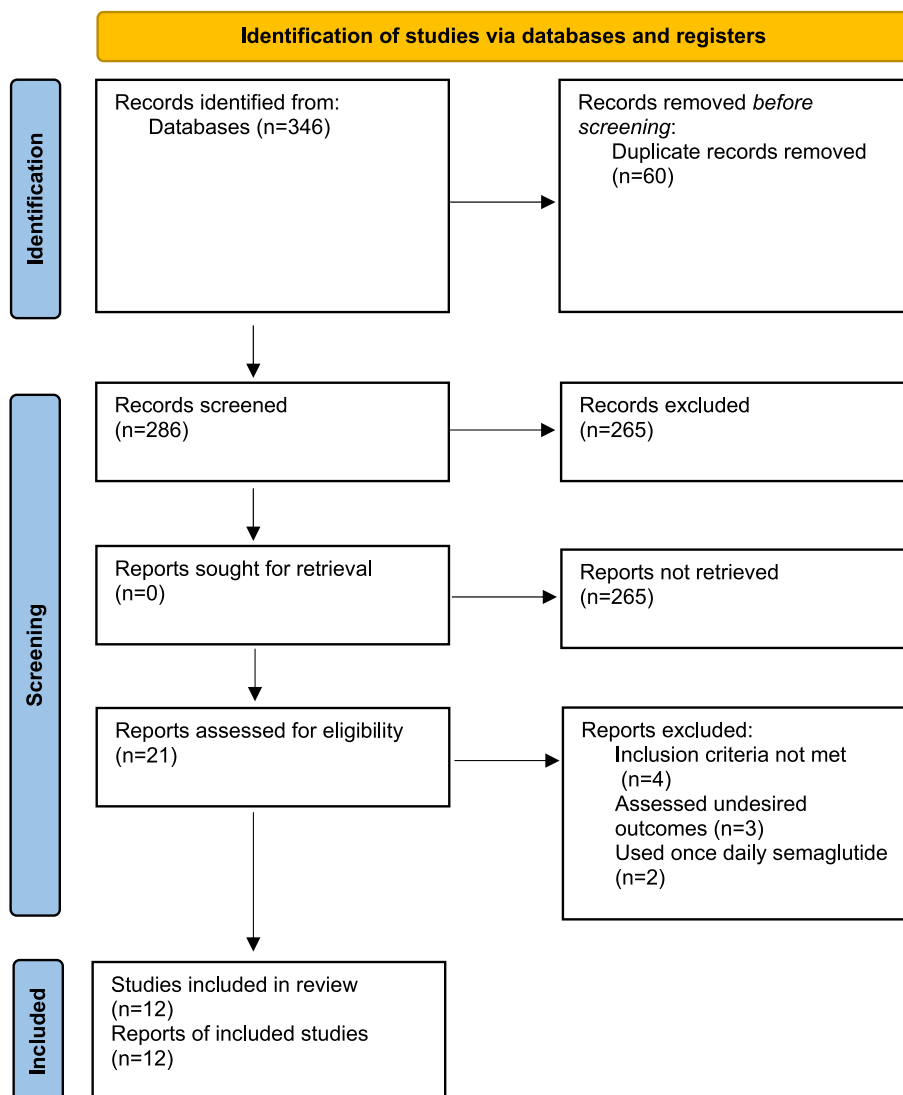 Identification of studies via databases and registers
Identification
Records identified from:
Databases (n=346)
Records removed before
screening:
Duplicate records removed
(n=60)
Screening
Records screened
(n=286)
Records excluded
(n=265)
Reports sought for retrieval
(n=0)
Reports not retrieved
(n=265)
Reports assessed for eligibility
(n=21)
Reports excluded:
Inclusion criteria not met
(n=4)
Assessed undesired
outcomes (n=3)
Used once daily semaglutide
(n=2)
Included
Studies included in review
(n=12)
Reports of included studies
(n=12)